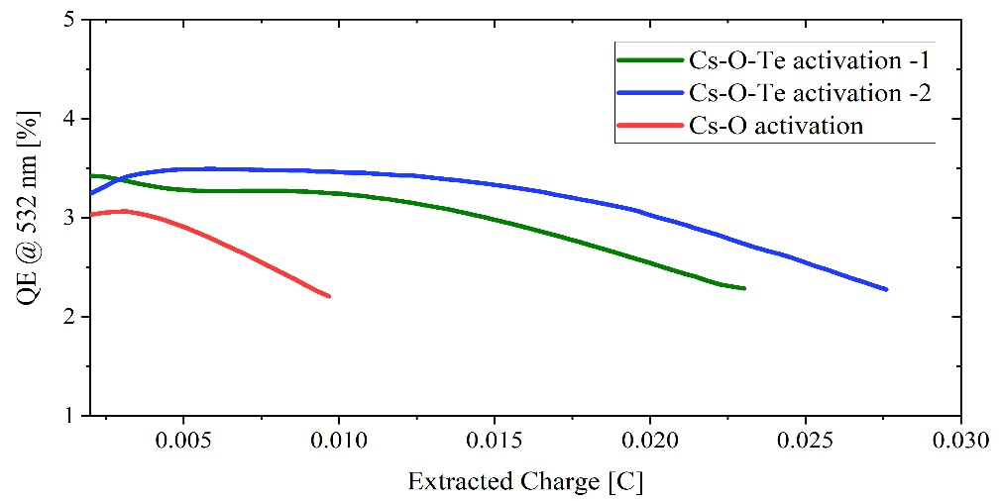 5
4
3
2
1
QE @ 532 nm [%]
Cs-O-Te activation -1
Cs-O-Te activation -2
Cs-O activation
0.005 0.010 0.015 0.020 0.025 0.030
Extracted Charge [C]